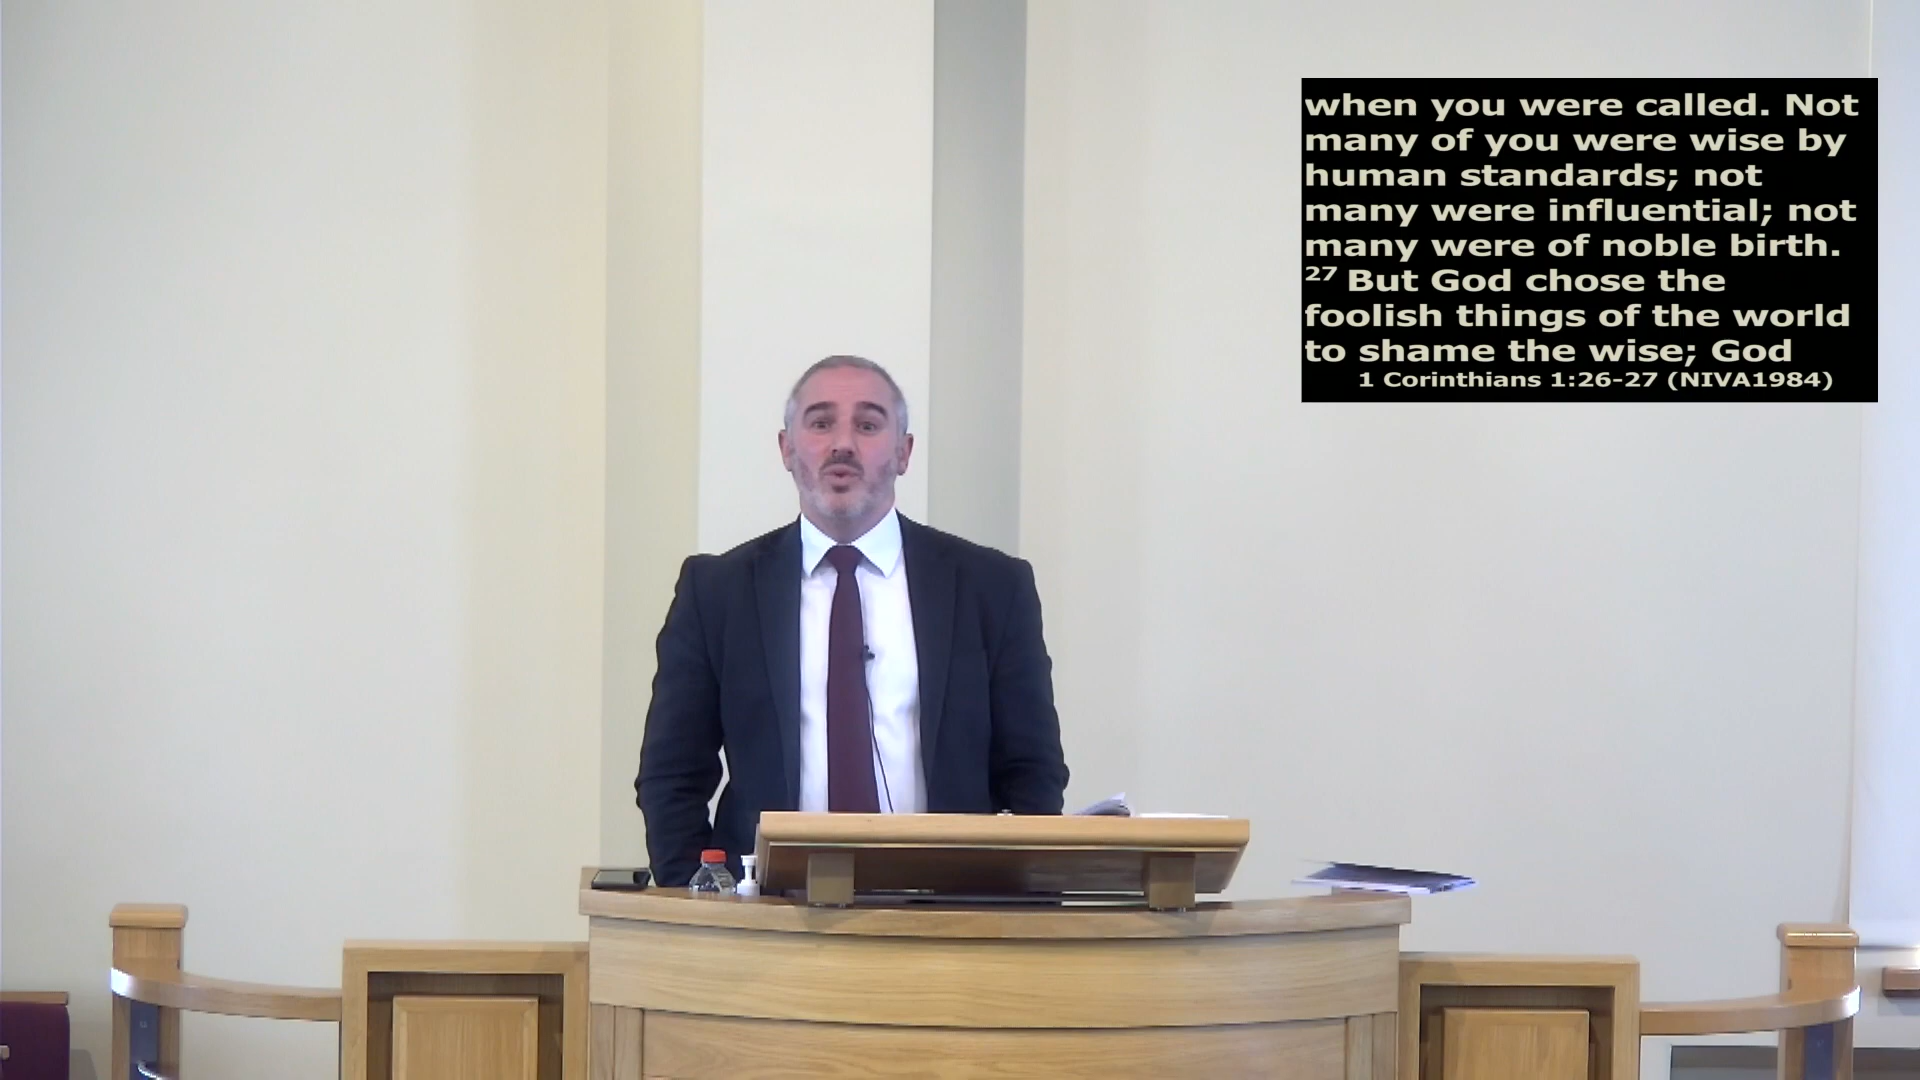 when you were called. Not
many of you were wise by
human standards; not
many were influential; not
many were of noble birth.
27 But God chose the
foolish things of the world
to shame the wise; God
1 Corinthians 1:26-27 (NIVA1984)